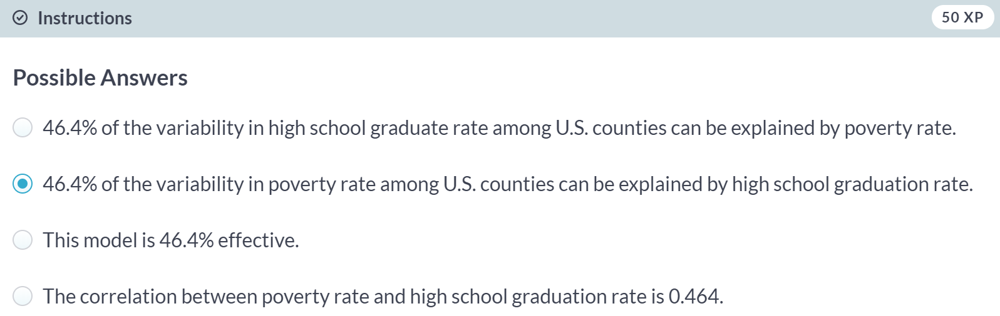 Instructions
50 XP
Possible Answers
46.4% of the variability in high school graduate rate among U.S. counties can be explained by poverty rate.
46.4% of the variability in poverty rate among U.S. counties can be explained by high school graduation rate.
This model is 46.4% effective.
The correlation between poverty rate and high school graduation rate is 0.464.